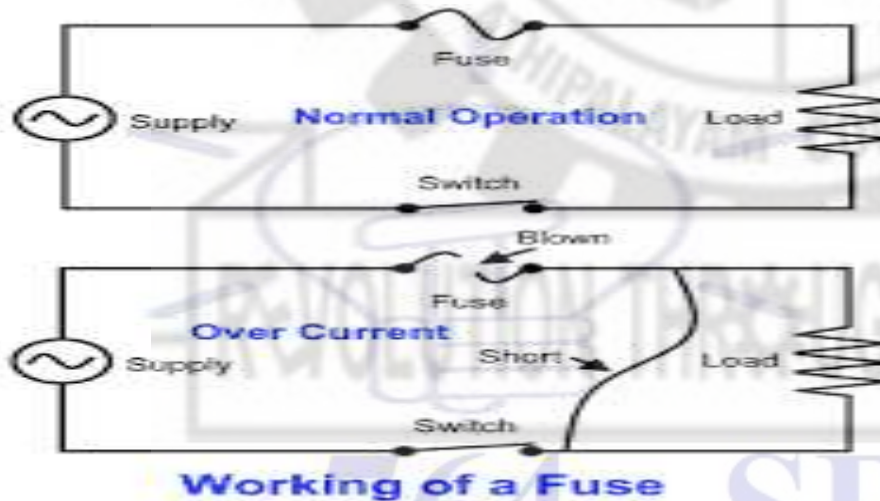 Fuse
Supply Normal Operation Load
Switch
Blown
Fuse
Over Current
Supply Short Load
Switch
Working of a Fuse